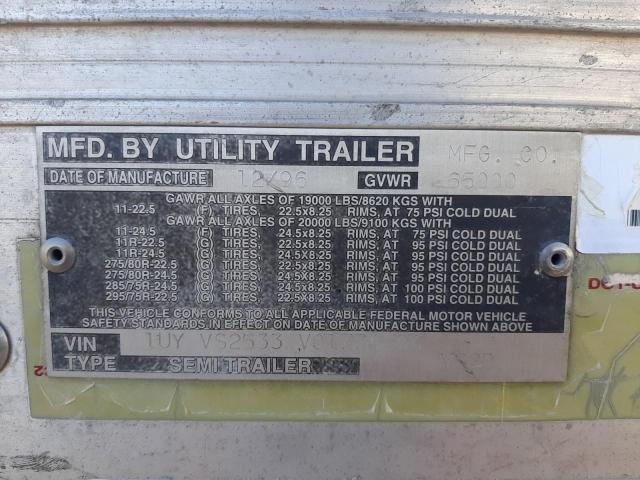 MFD. BY UTILITY TRAILER MFG. CO.
DATE OF MANUFACTURE 12/96 GVWR 65000
GAWR ALL AXLES OF 19000 LBS/8620 KGS WITH
11-22.5 (F) TIRES, 22.5x8.25 RIMS, AT 75 PSI COLD DUAL
GAWR ALL AXLES OF 20000 LBS/9100 KGS WITH
11-24.5 (F) TIRES, 24.5x8.25 RIMS, AT 75 PSI COLD DUAL
11R-22.5 (G) TIRES, 22.5x8.25 RIMS, AT 95 PSI COLD DUAL
11R-24.5 (G) TIRES, 24.5x8.25 RIMS, AT 95 PSI COLD DUAL
275/80R-22.5 (G) TIRES, 22.5x8.25 RIMS, AT 95 PSI COLD DUAL
275/80R-24.5 (G) TIRES, 24.5x8.25 RIMS, AT 95 PSI COLD DUAL
285/75R-24.5 (G) TIRES, 24.5x8.25 RIMS, AT 100 PSI COLD DUAL
295/75R-22.5 (G) TIRES, 22.5x8.25 RIMS, AT 100 PSI COLD DUAL
THIS VEHICLE CONFORMS TO ALL APPLICABLE FEDERAL MOTOR VEHICLE
SAFETY STANDARDS IN EFFECT ON DATE OF MANUFACTURE SHOWN ABOVE
VIN 1UY VS2533
TYPE SEMI TRAILER